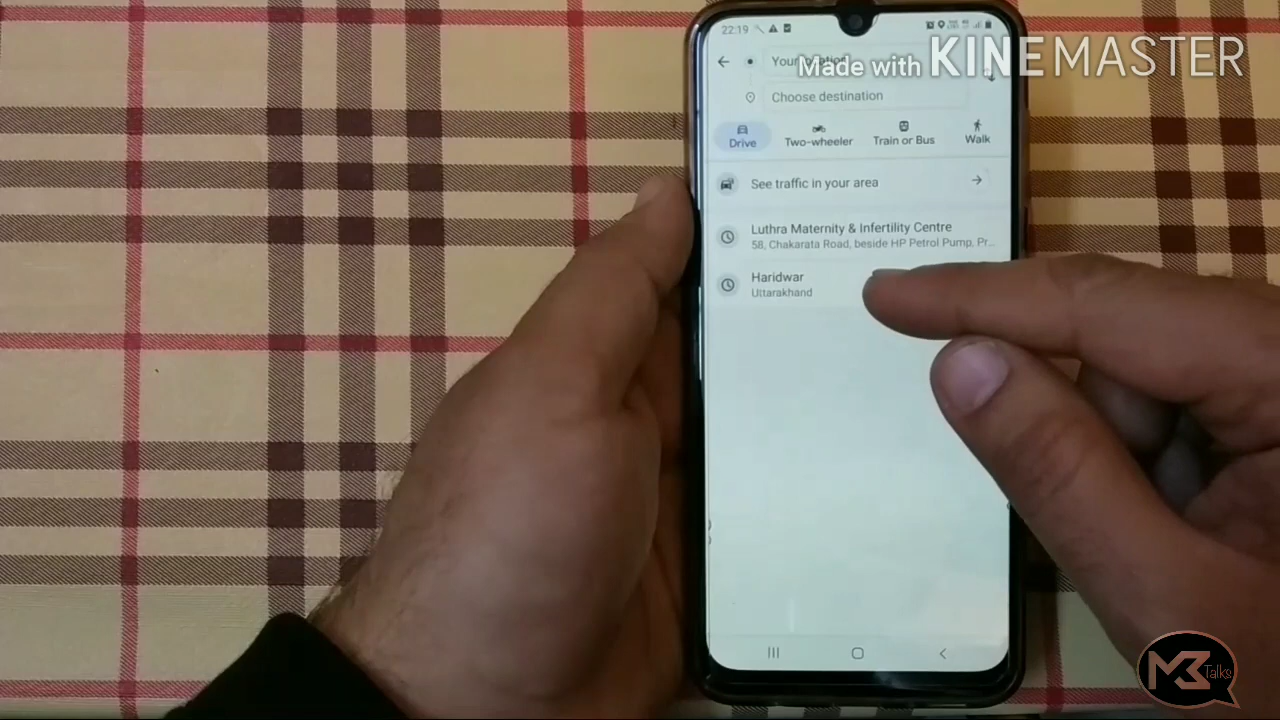 22:19
Made with KINEMASTER
Choose destination
Drive
Two-wheeler
Train or Bus
Walk
See traffic in your area
Luthra Maternity & Infertility Centre
58, Chakarata Road, beside HP Petrol Pump, Pr...
Haridwar
Uttarakhand
M3 Talks